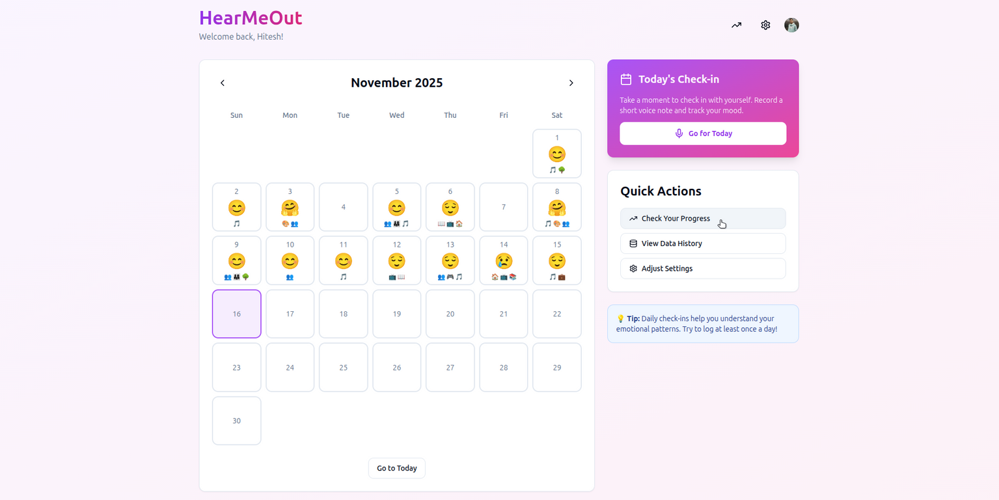 HearMeOut
Welcome back, Hitesh!
November 2025
Sun Mon Tue Wed Thu Fri Sat
1
2 3 4 5 6 7 8
9 10 11 12 13 14 15
16 17 18 19 20 21 22
23 24 25 26 27 28 29
30
Go to Today
Today's Check-in
Take a moment to check in with yourself. Record a
short voice note and track your mood.
Go for Today
Quick Actions
Check Your Progress
View Data History
Adjust Settings
💡 Tip: Daily check-ins help you understand your
emotional patterns. Try to log at least once a day!